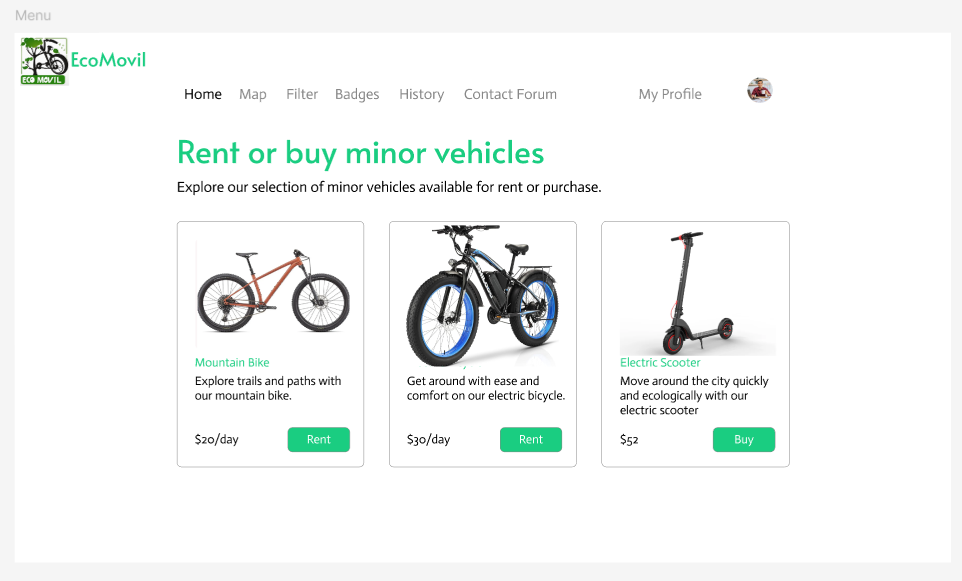 Menu
ECO MOVIL
EcoMovil
Home Map Filter Badges History Contact Forum My Profile
Rent or buy minor vehicles
Explore our selection of minor vehicles available for rent or purchase.
Mountain Bike
Explore trails and paths with
our mountain bike.
$20/day
Rent
Get around with ease and
comfort on our electric bicycle.
$30/day
Rent
Electric Scooter
Move around the city quickly
and ecologically with our
electric scooter
$52
Buy